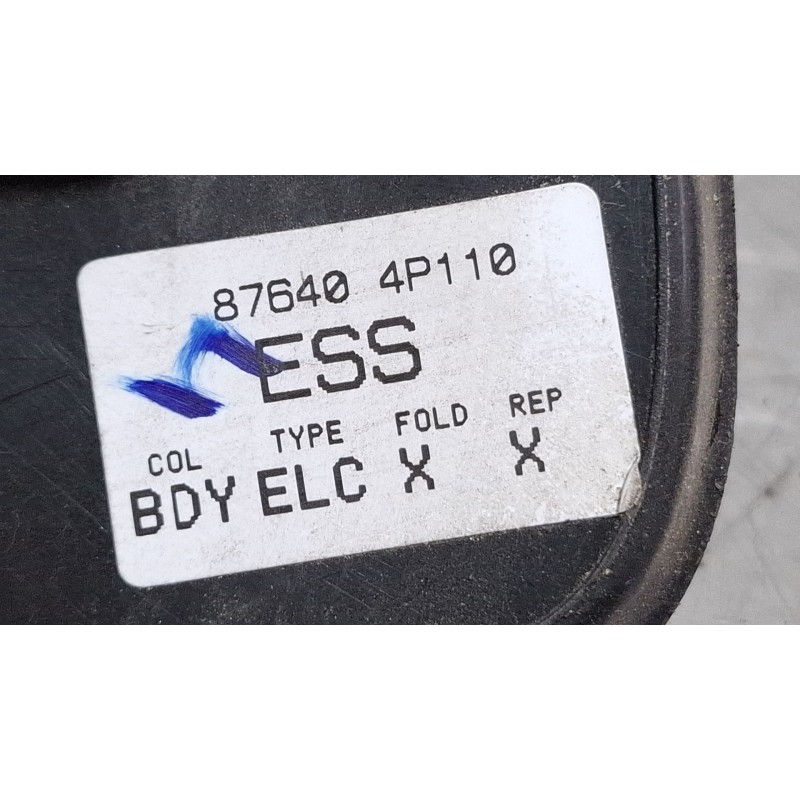 87640 4P110
ESS
COL TYPE FOLD REP
BDY ELC X X